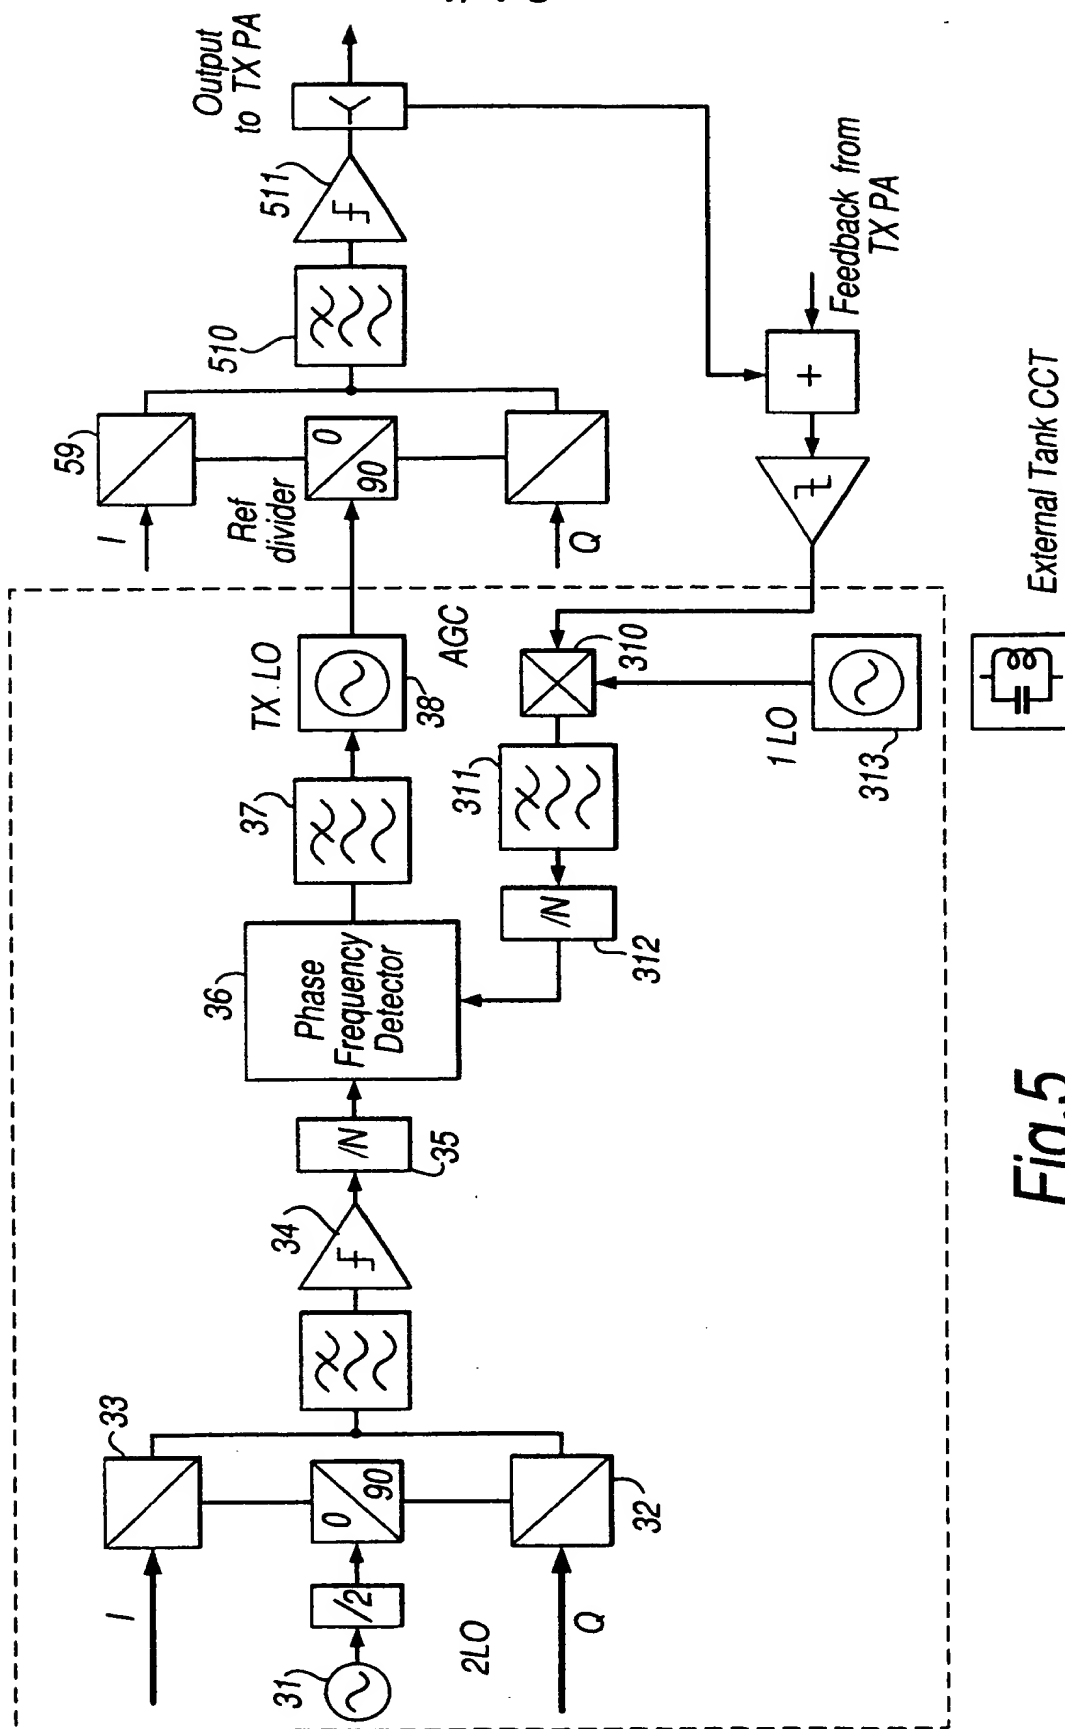 Output
to TX PA
511
510
59
I
Ref
divider
0
90
Q
Feedback from
TX PA
+
External Tank CCT
TX LO
38
AGC
37
310
311
1 LO
313
/N
312
36
Phase
Frequency
Detector
/N
35
34
33
I
0
90
/2
31
2LO
32
Q
Fig.5